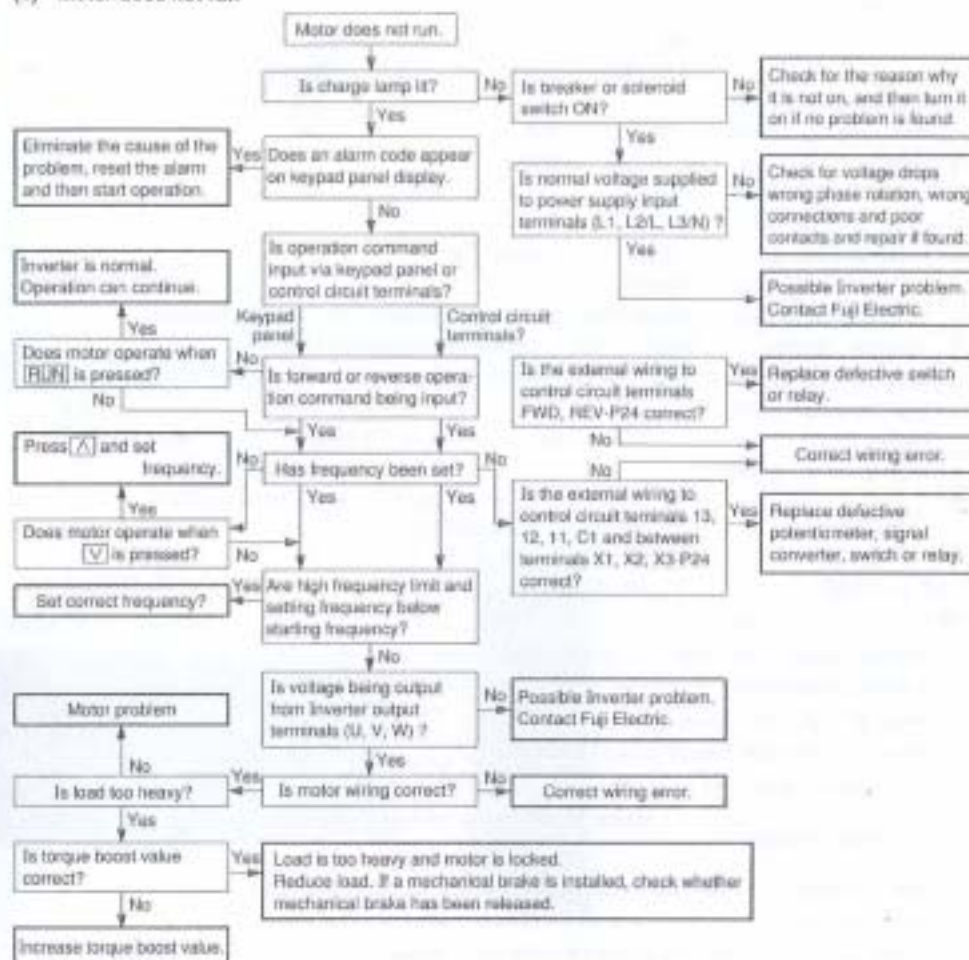 Motor does not run.
Is charge lamp lit?
No
Is breaker or solenoid
switch ON?
No
Check for the reason why
it is not on, and then turn it
on if no problem is found.
Yes
Yes
Eliminate the cause of the
problem, reset the alarm
and then start operation.
Yes
Does an alarm code appear
on keypad panel display.
Is normal voltage supplied
to power supply input
terminals (L1, L2/L, L3/N) ?
No
Check for voltage drops
wrong phase rotation, wrong
connections and poor
contacts and repair if found.
No
Yes
Inverter is normal.
Operation can continue.
Is operation command
input via keypad panel or
control circuit terminals?
Possible Inverter problem.
Contact Fuji Electric.
Yes
Keypad
panel
Control circuit
terminals?
Does motor operate when
RUN is pressed?
No
Is forward or reverse opera-
tion command being input?
Is the external wiring to
control circuit terminals
FWD, REV-P24 correct?
Yes
Replace defective switch
or relay.
No
Yes
Yes
No
Correct wiring error.
Press ∧ and set
frequency.
No
Has frequency been set?
No
No
Yes
Yes
Yes
Does motor operate when
∨ is pressed?
No
Is the external wiring to
control circuit terminals 13,
12, 11, C1 and between
terminals X1, X2, X3-P24
correct?
Yes
Replace defective
potentiometer, signal
converter, switch or relay.
Set correct frequency?
Yes
Are high frequency limit and
setting frequency below
starting frequency?
No
Is voltage being output
from Inverter output
terminals (U, V, W) ?
No
Possible Inverter problem.
Contact Fuji Electric.
Motor problem
No
Yes
Is load too heavy?
Yes
Is motor wiring correct?
No
Correct wiring error.
Yes
Is torque boost value
correct?
Yes
Load is too heavy and motor is locked.
Reduce load. If a mechanical brake is installed, check whether
mechanical brake has been released.
No
Increase torque boost value.